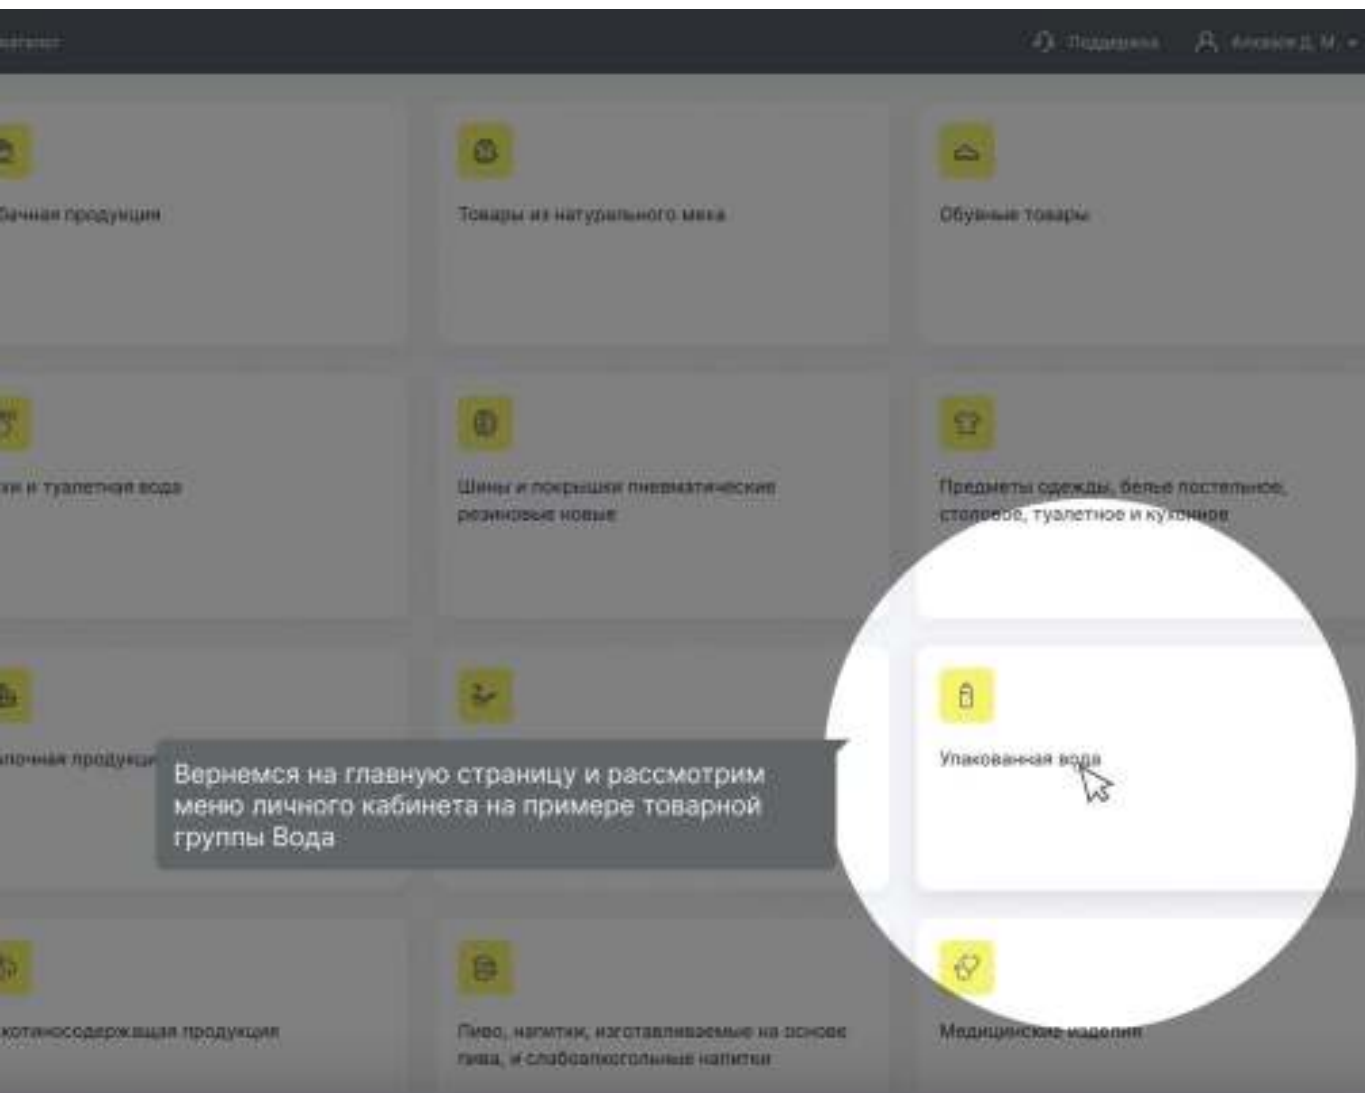 Поддержка
Товары из натурального меха
Обувные товары
продукция
и туалетная вода
Шины и покрышки пневматические
резиновые новые
Предметы одежды, белье постельное,
столовое, туалетное и кухонное
Упакованная вода
Вернемся на главную страницу и рассмотрим
меню личного кабинета на примере товарной
группы Вода
Пиво, напитки, изготавливаемые на основе
пива, и слабоалкогольные напитки
продукция
Медицинские изделия